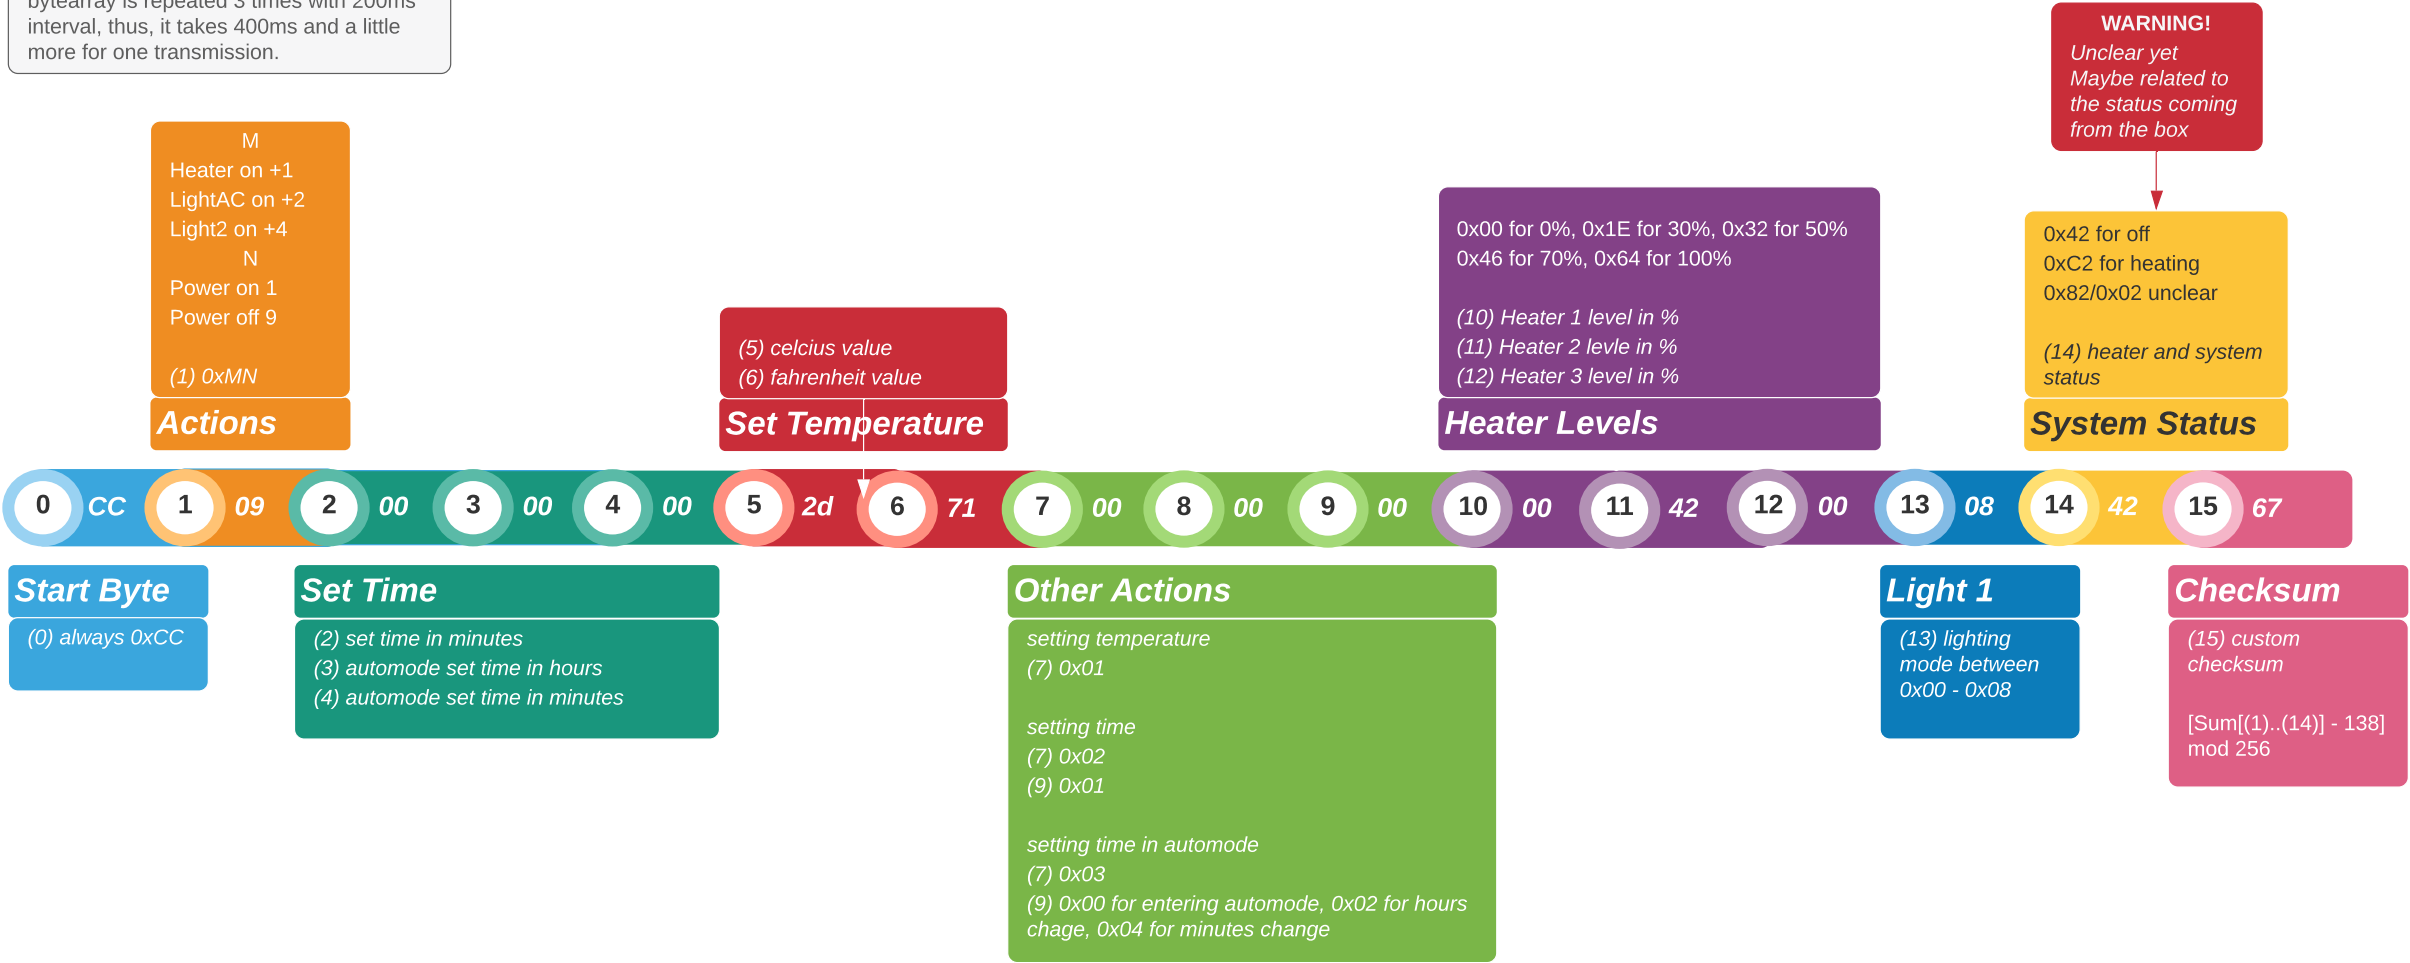 bytearray is repeated 3 times with 200ms
interval, thus, it takes 400ms and a little
more for one transmission.
WARNING!
Unclear yet
Maybe related to
the status coming
from the box
M
Heater on +1
LightAC on +2
Light2 on +4
N
Power on 1
Power off 9
(1) 0xMN
Actions
(5) celcius value
(6) fahrenheit value
Set Temperature
0x00 for 0%, 0x1E for 30%, 0x32 for 50%
0x46 for 70%, 0x64 for 100%
(10) Heater 1 level in %
(11) Heater 2 levle in %
(12) Heater 3 level in %
Heater Levels
0x42 for off
0xC2 for heating
0x82/0x02 unclear
(14) heater and system
status
System Status
0 CC 1 09 2 00 3 00 4 00 5 2d 6 71 7 00 8 00 9 00 10 00 11 42 12 00 13 08 14 42 15 67
Start Byte
(0) always 0xCC
Set Time
(2) set time in minutes
(3) automode set time in hours
(4) automode set time in minutes
Other Actions
setting temperature
(7) 0x01
setting time
(7) 0x02
(9) 0x01
setting time in automode
(7) 0x03
(9) 0x00 for entering automode, 0x02 for hours
chage, 0x04 for minutes change
Light 1
(13) lighting
mode between
0x00 - 0x08
Checksum
(15) custom
checksum
[Sum[(1)..(14)] - 138]
mod 256